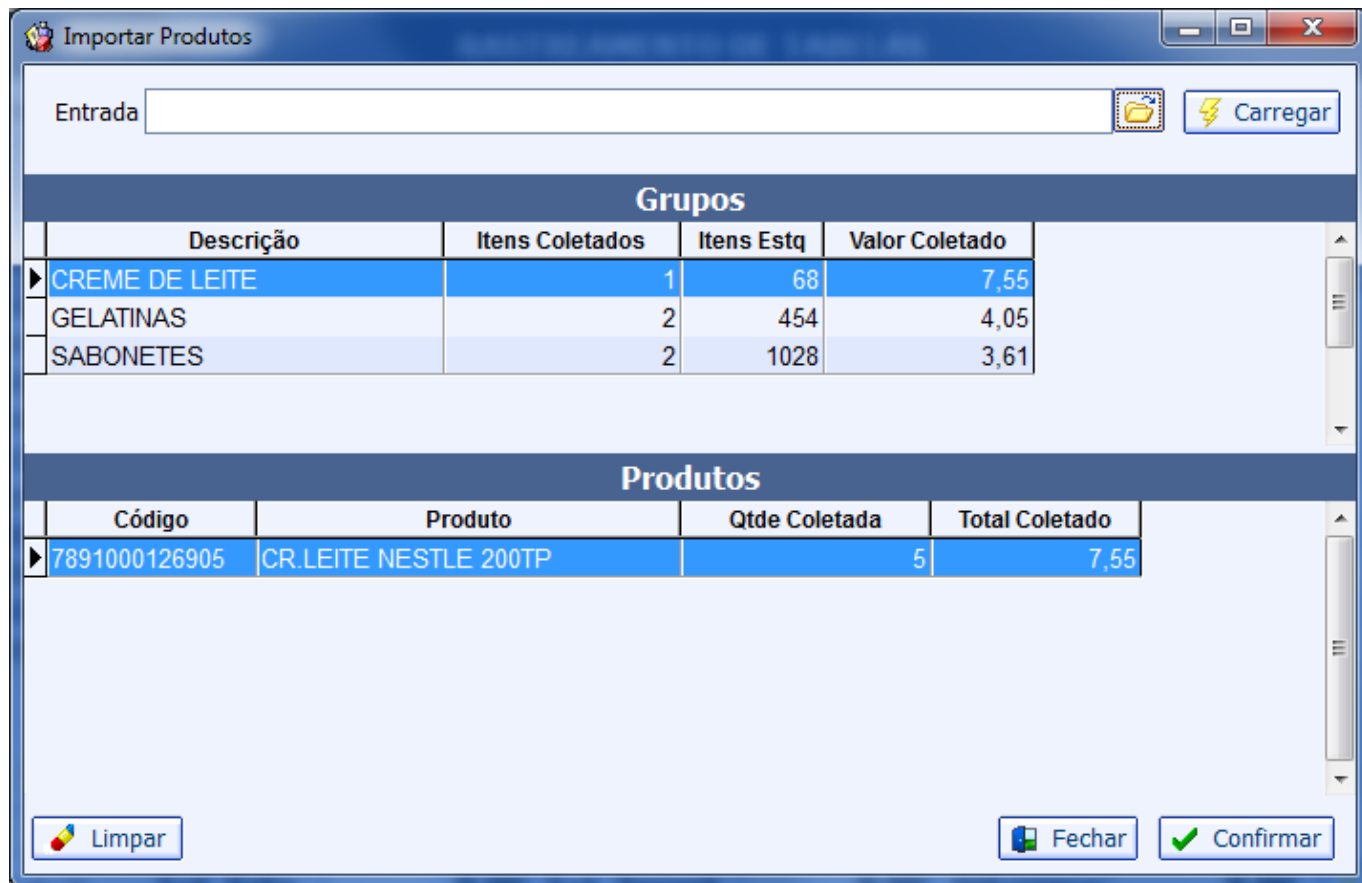 Importar Produtos
Entrada Carregar
Grupos
Descrição Itens Coletados Itens Estq Valor Coletado
CREME DE LEITE 1 68 7,55
GELATINAS 2 454 4,05
SABONETES 2 1028 3,61
Produtos
Código Produto Qtde Coletada Total Coletado
7891000126905 CR.LEITE NESTLE 200TP 5 7,55
Limpar Fechar Confirmar